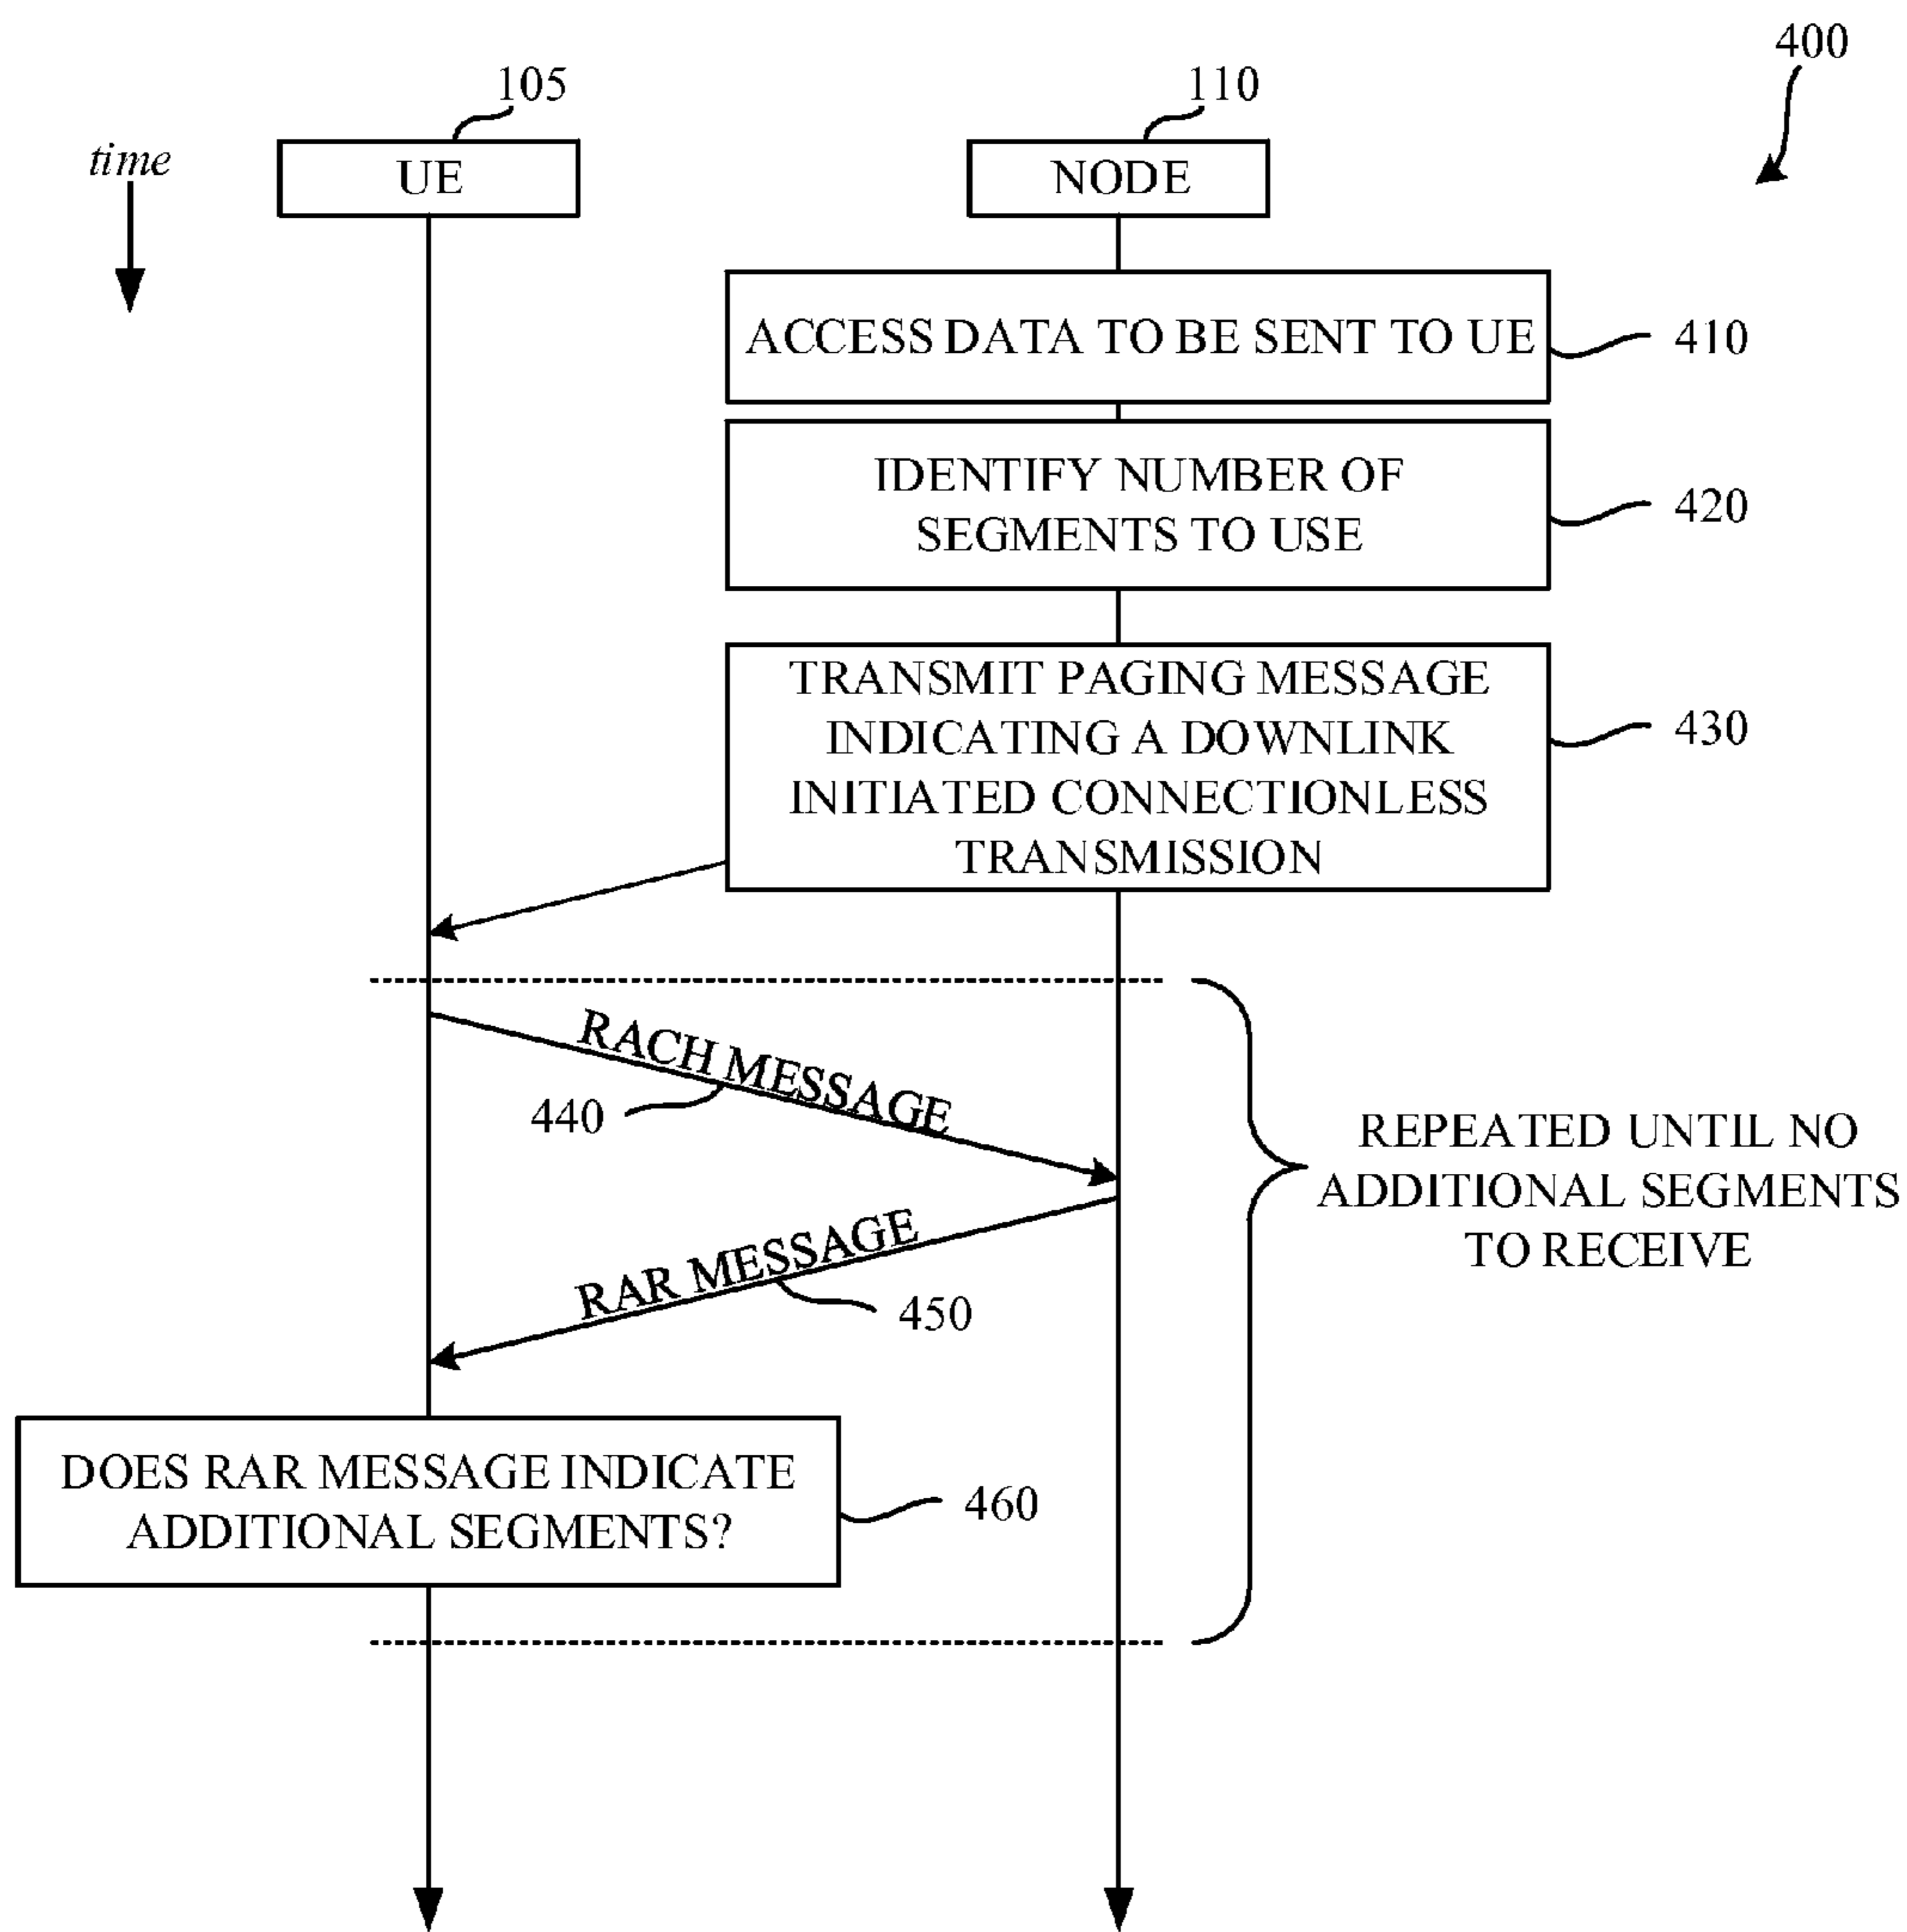 400
105
110
time
UE
NODE
ACCESS DATA TO BE SENT TO UE
410
IDENTIFY NUMBER OF
SEGMENTS TO USE
420
TRANSMIT PAGING MESSAGE
INDICATING A DOWNLINK
INITIATED CONNECTIONLESS
TRANSMISSION
430
RACH MESSAGE
440
REPEATED UNTIL NO
ADDITIONAL SEGMENTS
TO RECEIVE
RAR MESSAGE
450
DOES RAR MESSAGE INDICATE
ADDITIONAL SEGMENTS?
460